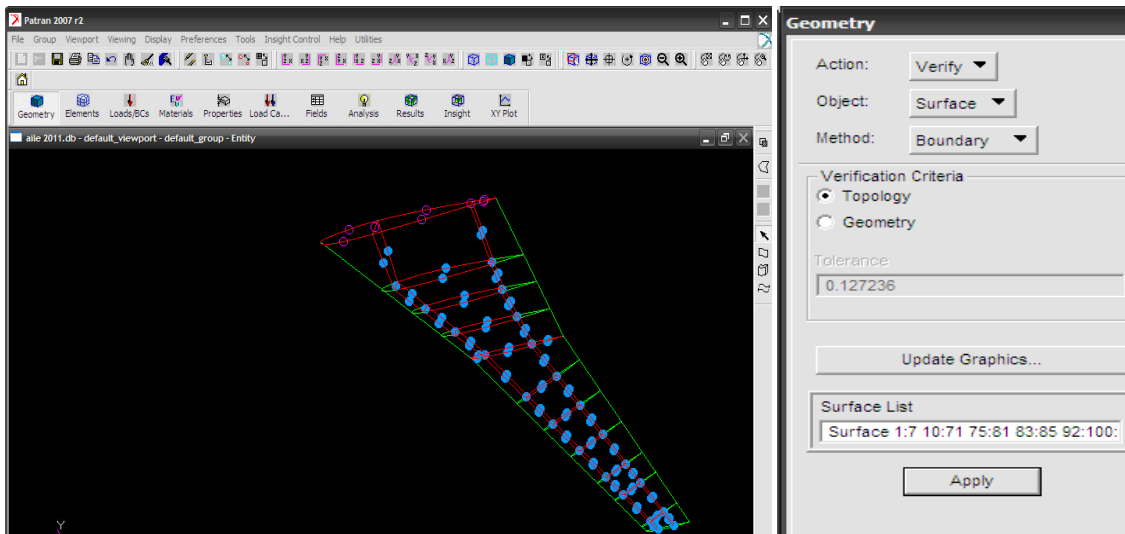 Patran 2007 r2
File Group Viewport Viewing Display Preferences Tools Insight Control Help Utilities
Geometry Elements Loads/BCs Materials Properties Load Ca... Fields Analysis Results Insight XY Plot
aile 2011.db - default_viewport - default_group - Entity
Y
Geometry
Action: Verify
Object: Surface
Method: Boundary
Verification Criteria
Topology
Geometry
Tolerance
0.127236
Update Graphics...
Surface List
Surface 1:7 10:71 75:81 83:85 92:100:
Apply